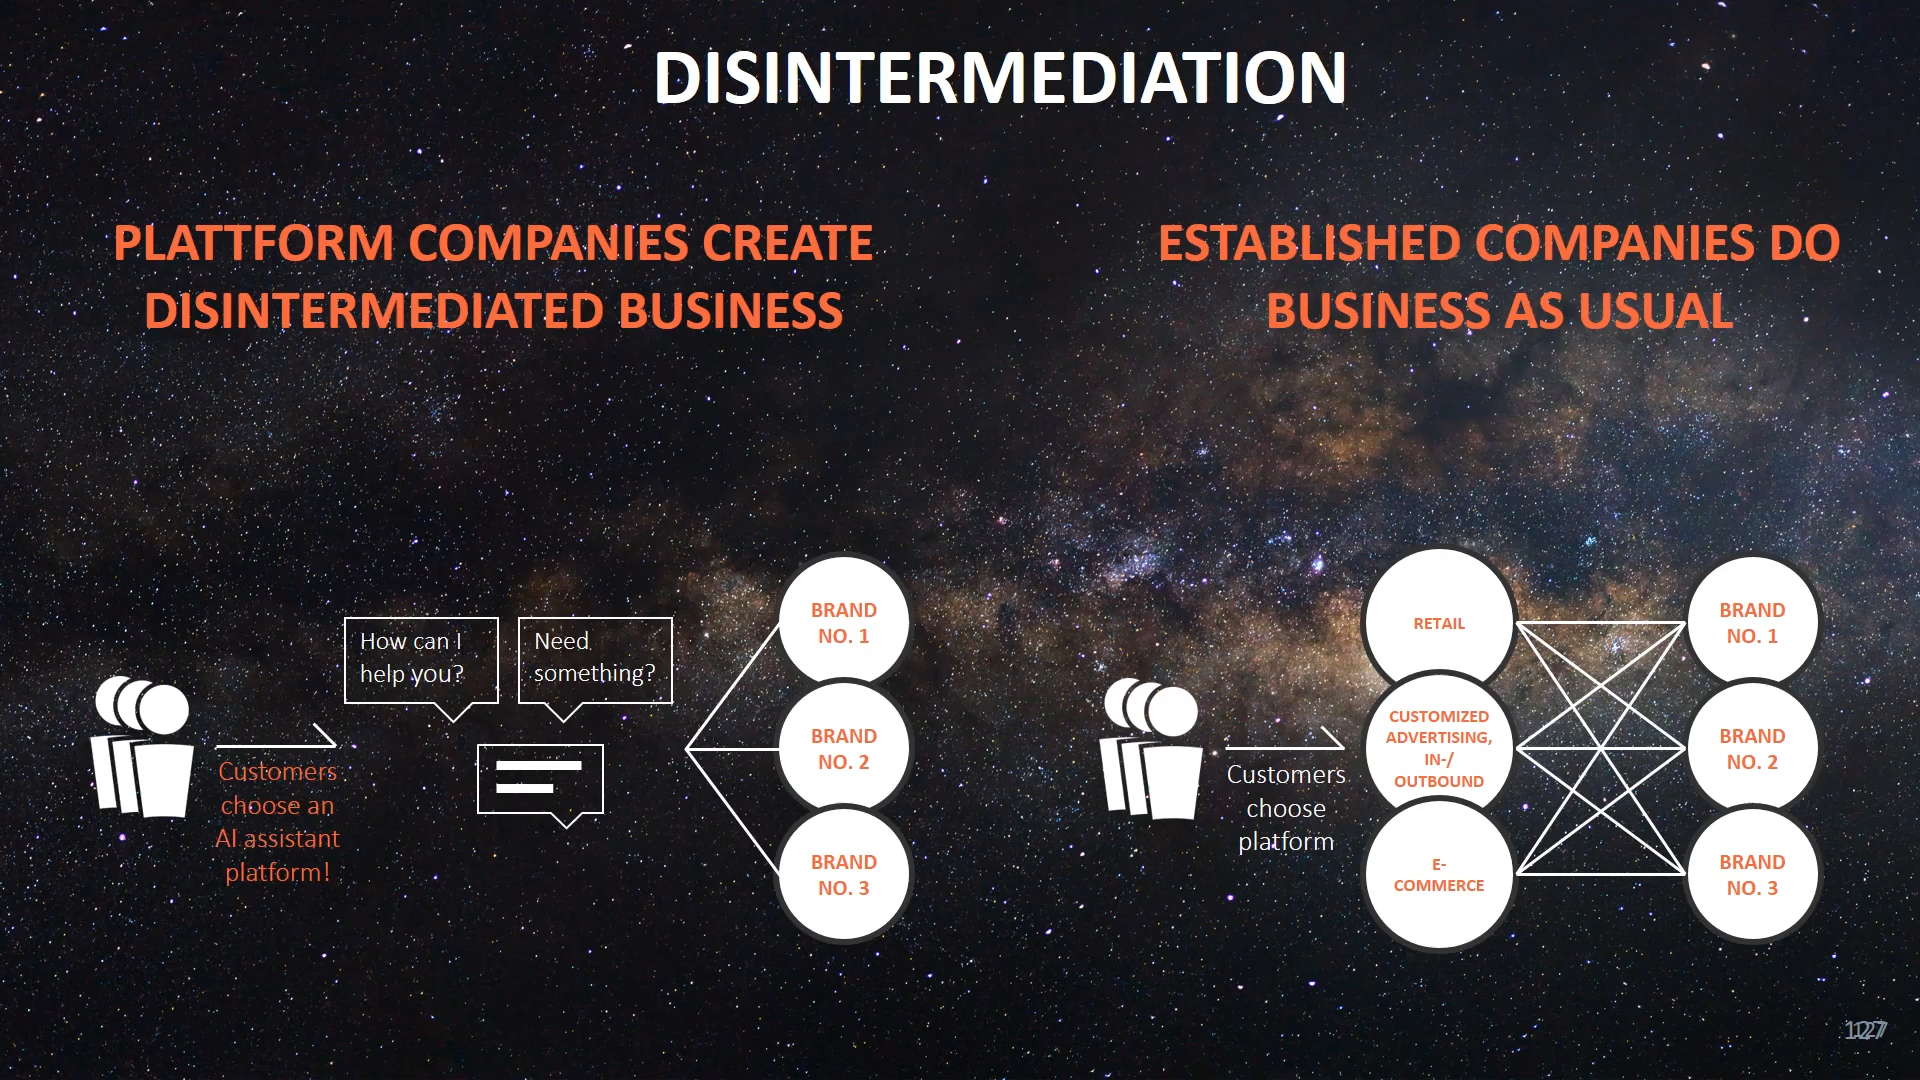 DISINTERMEDIATION
PLATTFORM COMPANIES CREATE
DISINTERMEDIATED BUSINESS
How can I
help you?
Need
something?
Customers
choose an
AI assistant
platform!
BRAND
NO. 1
BRAND
NO. 2
BRAND
NO. 3
ESTABLISHED COMPANIES DO
BUSINESS AS USUAL
Customers
choose
platform
RETAIL
CUSTOMIZED
ADVERTISING,
IN-/
OUTBOUND
E-
COMMERCE
BRAND
NO. 1
BRAND
NO. 2
BRAND
NO. 3